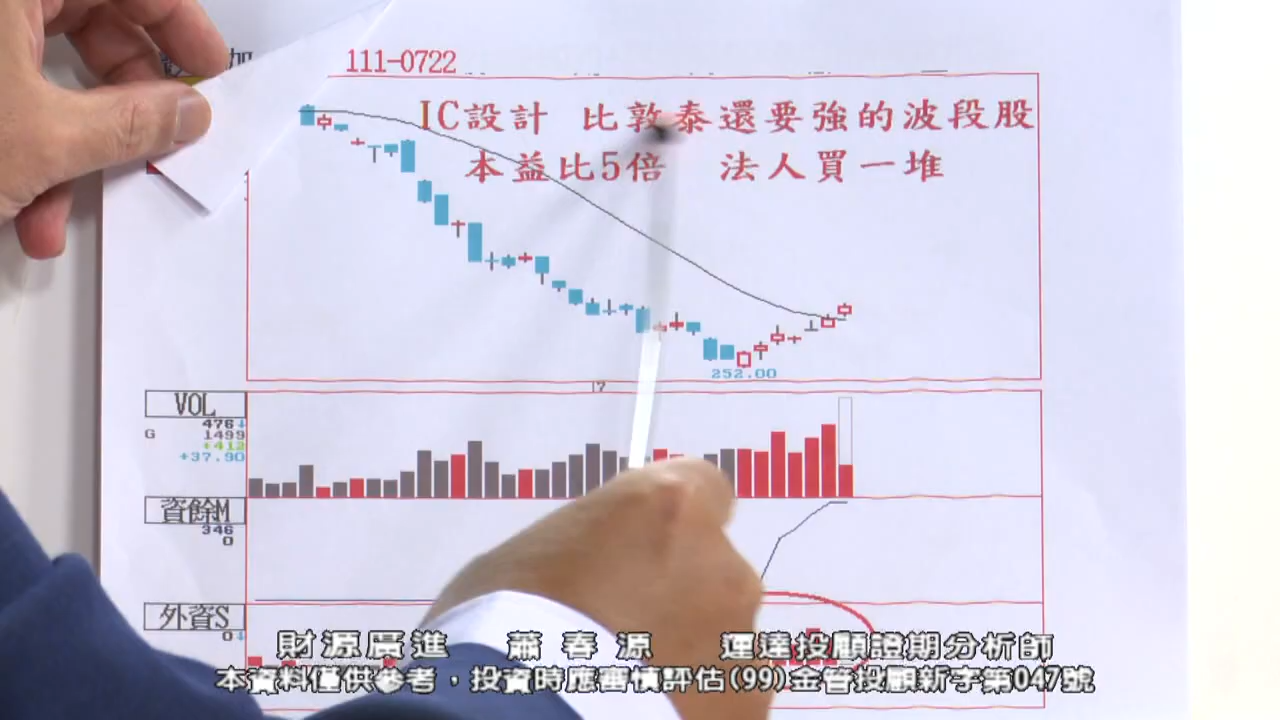 加
111-0722
IC設計 比敦泰還要強的波段股
本益比5倍 法人買一堆
252.00
7
VOL
476↓
G 1499
+412
+37.90
資餘M
346
0
外資S
0↓
財源廣進 蕭春源 運達投顧證期分析師
本資料僅供參考，投資時應審慎評估(99)金管投顧新字第047號